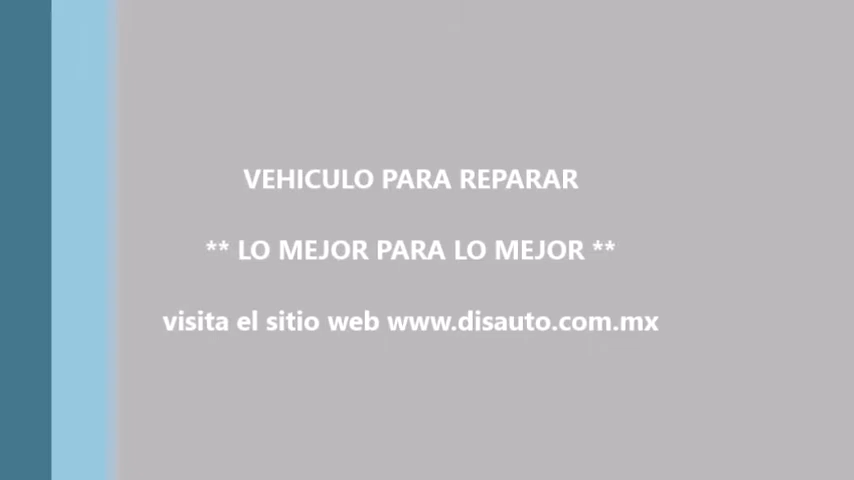 VEHICULO PARA REPARAR
** LO MEJOR PARA LO MEJOR **
visita el sitio web www.disauto.com.mx